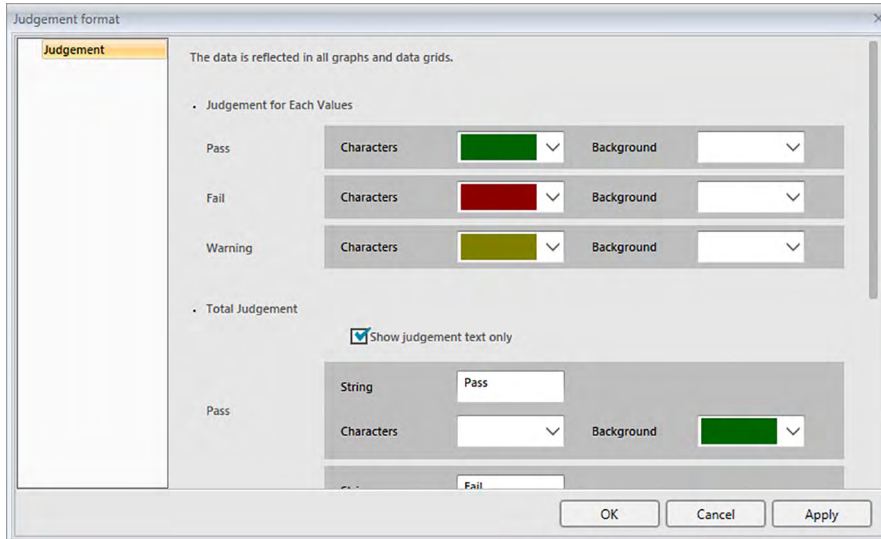 Judgement format
Judgement
The data is reflected in all graphs and data grids.
• Judgement for Each Values
Pass Characters Background
Fail Characters Background
Warning Characters Background
• Total Judgement
Show judgement text only
String Pass
Pass
Characters Background
String Fail
OK Cancel Apply